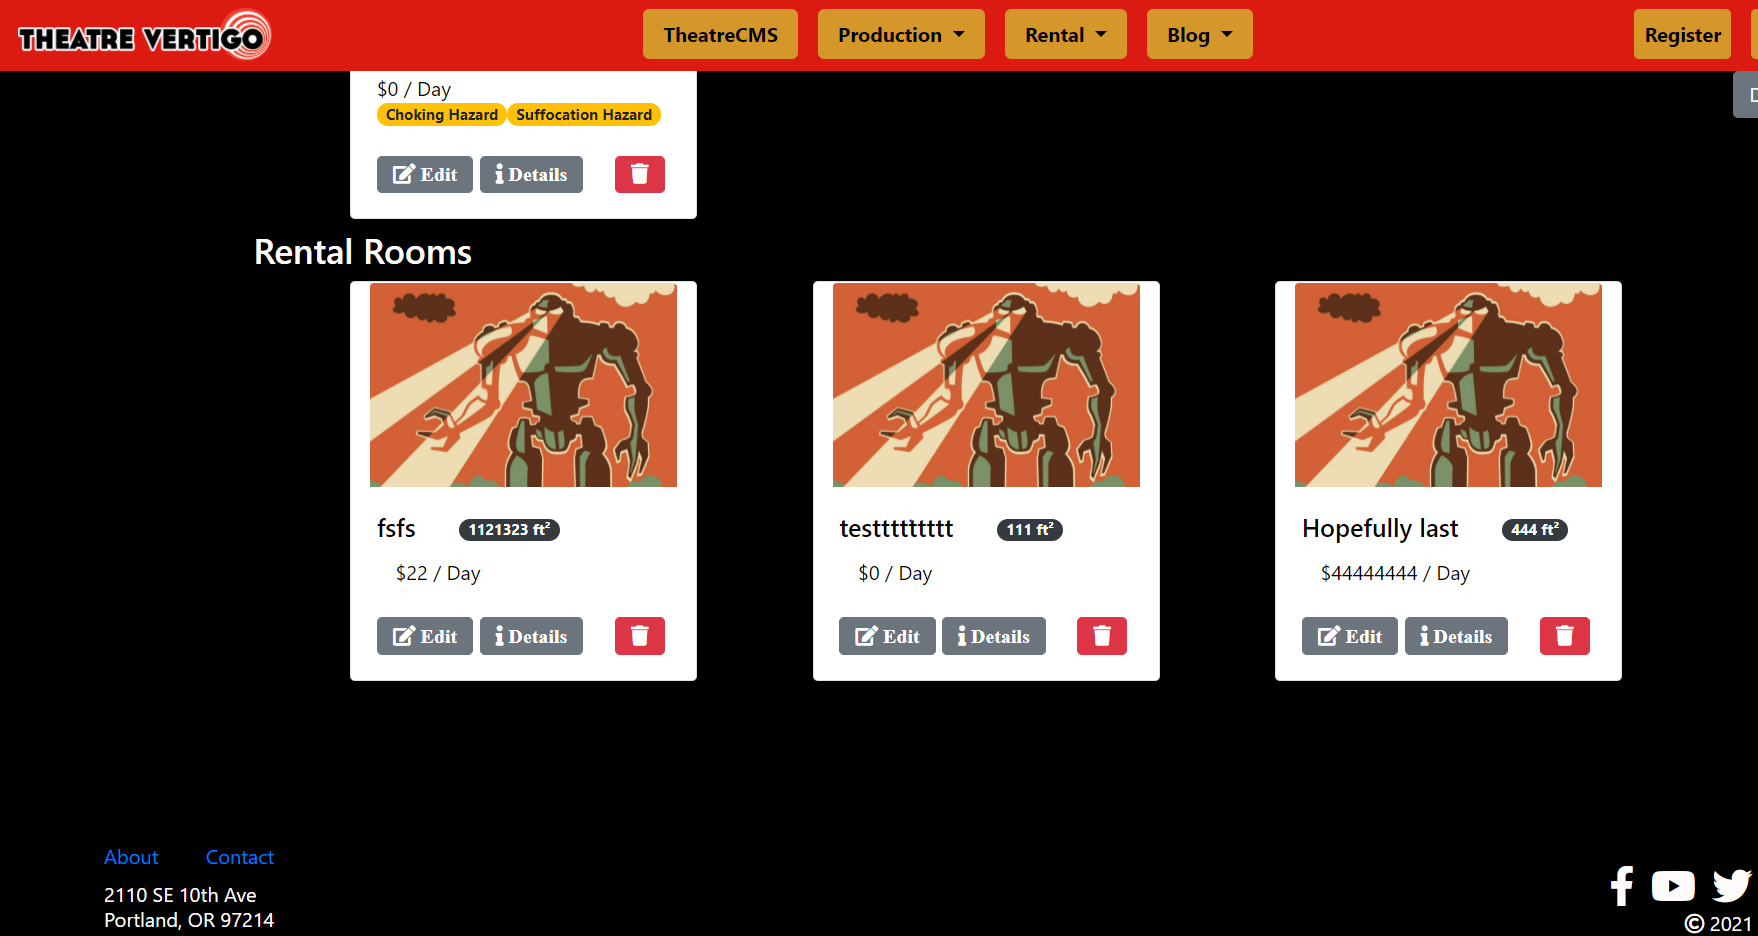 THEATRE VERTIGO
TheatreCMS
Production
Rental
Blog
Register
D
$0 / Day
Choking Hazard Suffocation Hazard
Edit
Details
Rental Rooms
fsfs 1121323 ft²
$22 / Day
Edit
Details
testtttttttt 111 ft²
$0 / Day
Edit
Details
Hopefully last 444 ft²
$44444444 / Day
Edit
Details
About Contact
2110 SE 10th Ave
Portland, OR 97214
© 2021